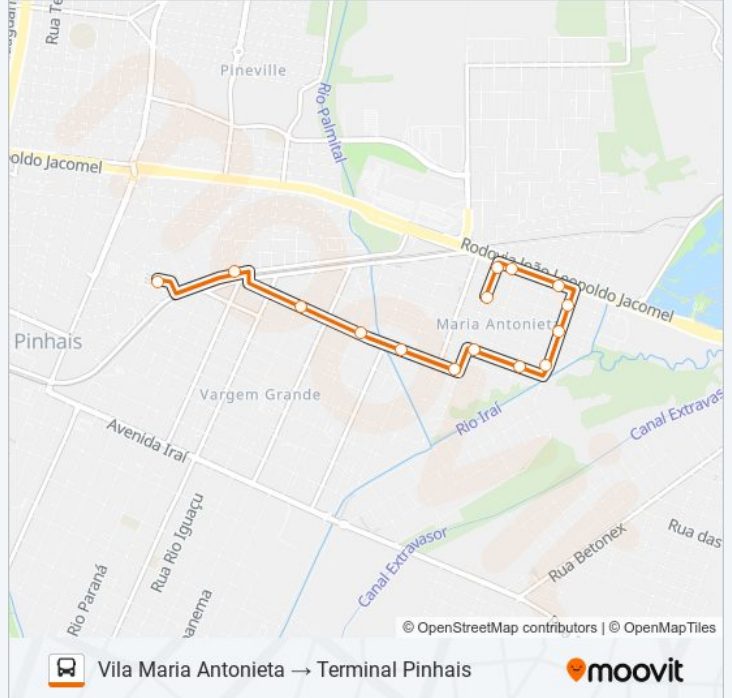 Rua Te
Pineville
Rio Palmital
oldo Jacomel
Rodovia João Leopoldo Jacomel
Maria Antonieta
Pinhais
Vargem Grande
Rio Iraí
Canal Extravas
Avenida Iraí
Rua Rio Iguaçu
Canal Extravasor
Rua Betonex
Rua das
Rio Paraná
anema
© OpenStreetMap contributors | © OpenMapTiles
Vila Maria Antonieta → Terminal Pinhais
moovit